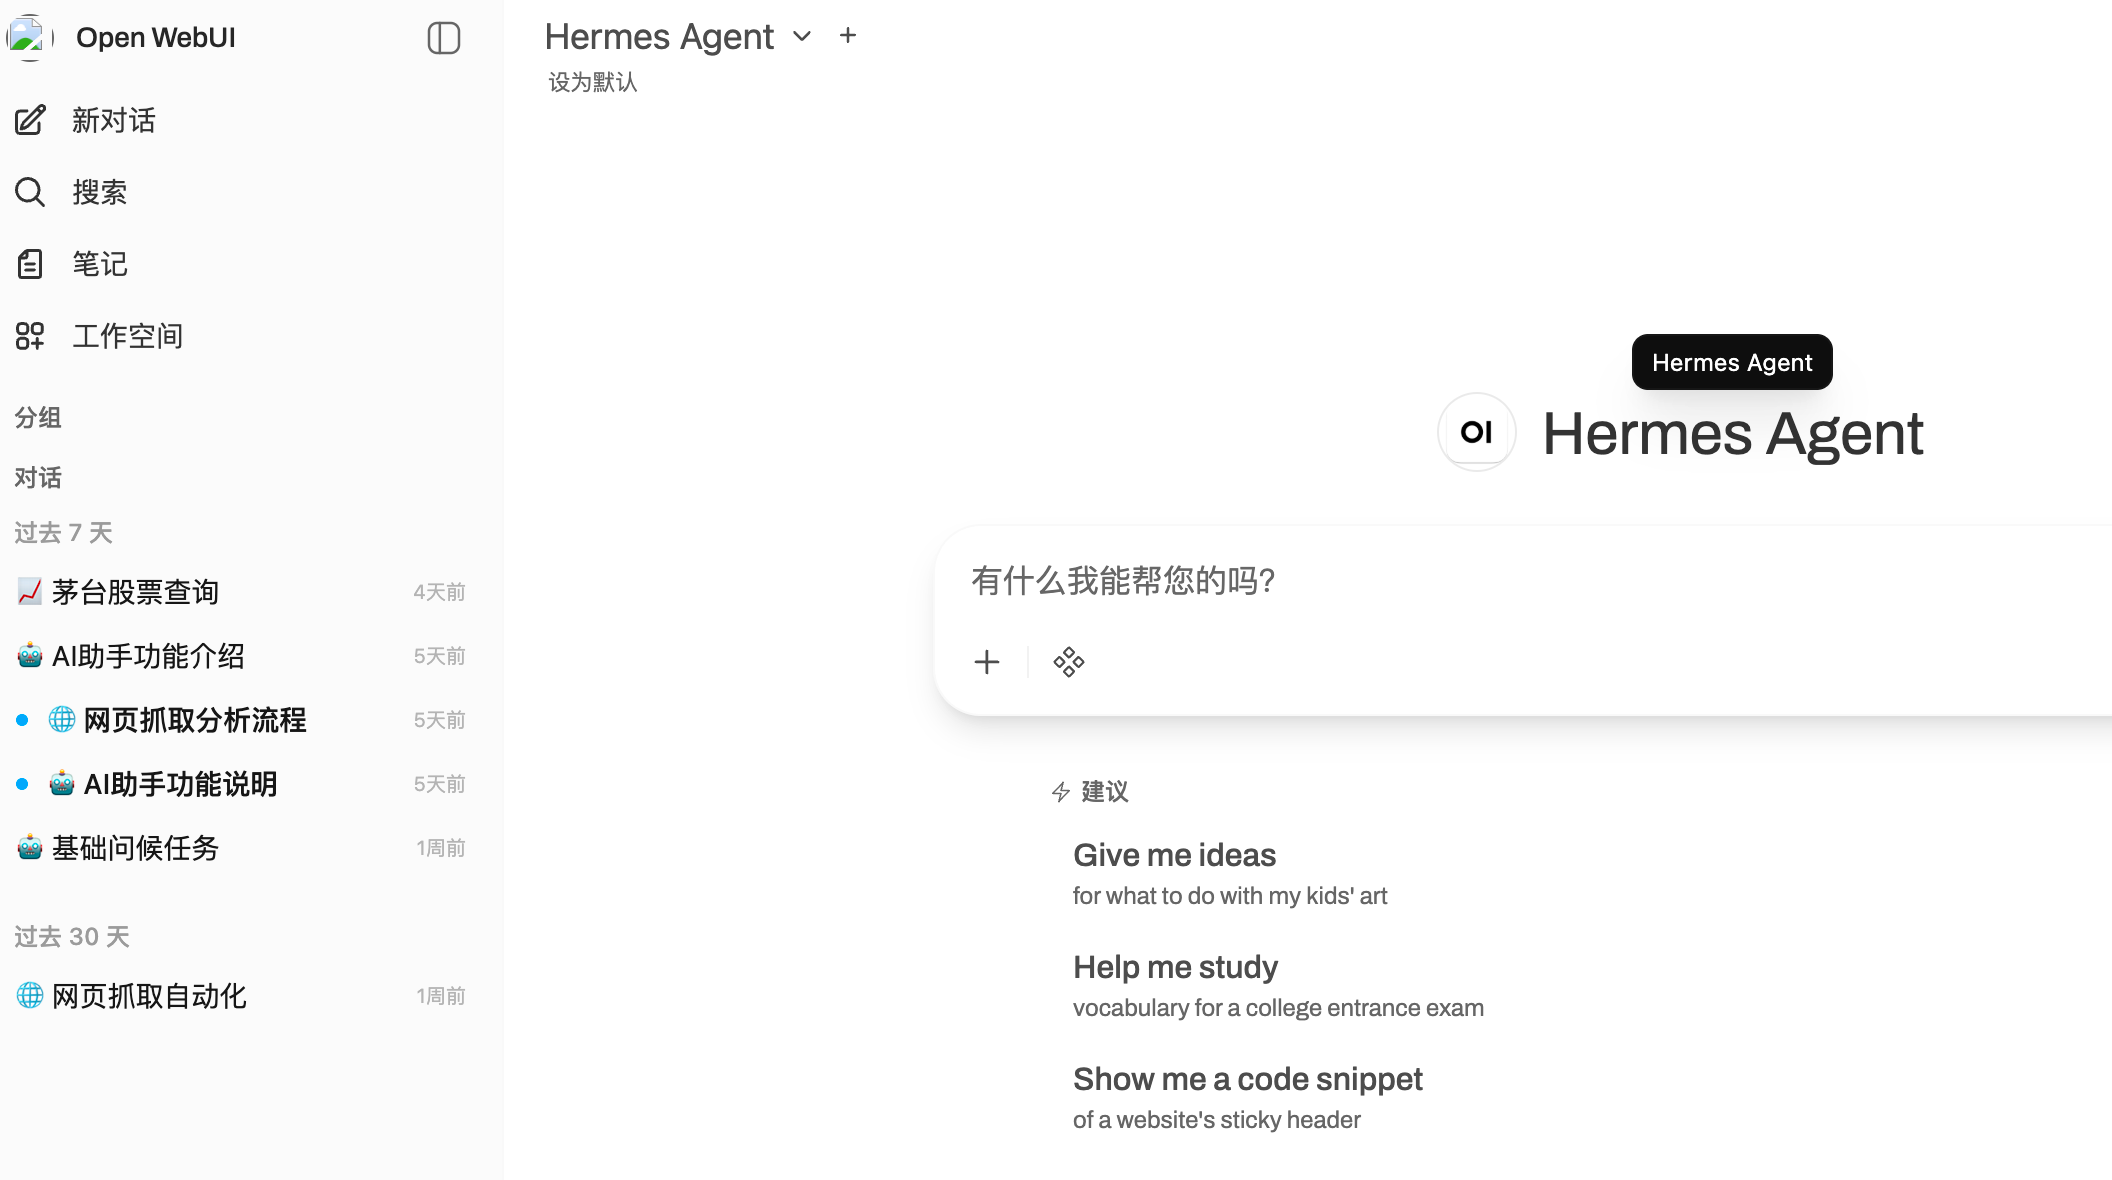 Open WebUI
新对话
搜索
笔记
工作空间
分组
对话
过去 7 天
茅台股票查询 4天前
AI助手功能介绍 5天前
网页抓取分析流程 5天前
AI助手功能说明 5天前
基础问候任务 1周前
过去 30 天
网页抓取自动化 1周前
Hermes Agent
设为默认
Hermes Agent
OI Hermes Agent
有什么我能帮您的吗?
建议
Give me ideas
for what to do with my kids' art
Help me study
vocabulary for a college entrance exam
Show me a code snippet
of a website's sticky header